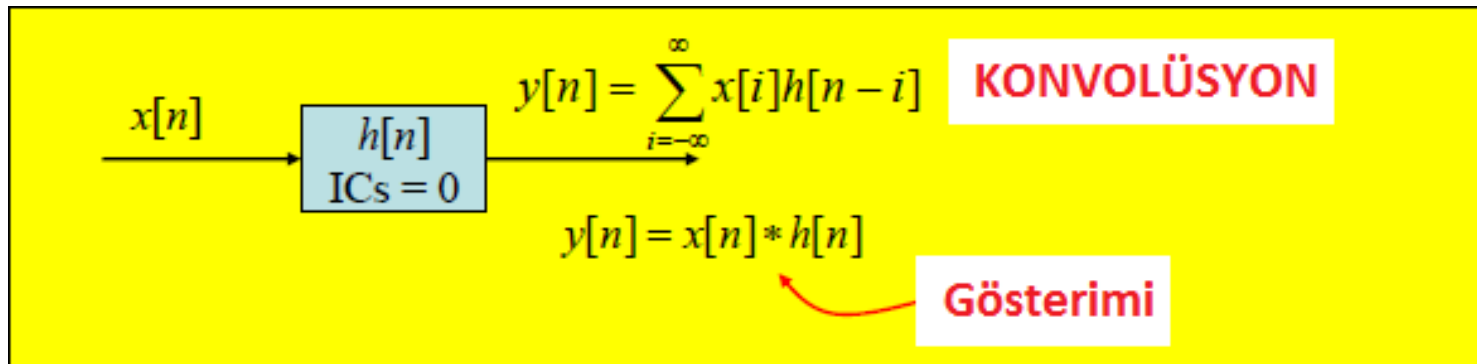 x[n]
h[n]
ICs = 0
y[n] = ∑_{i=-∞}^{∞} x[i]h[n − i]
KONVOLÜSYON
y[n] = x[n] * h[n]
Gösterimi